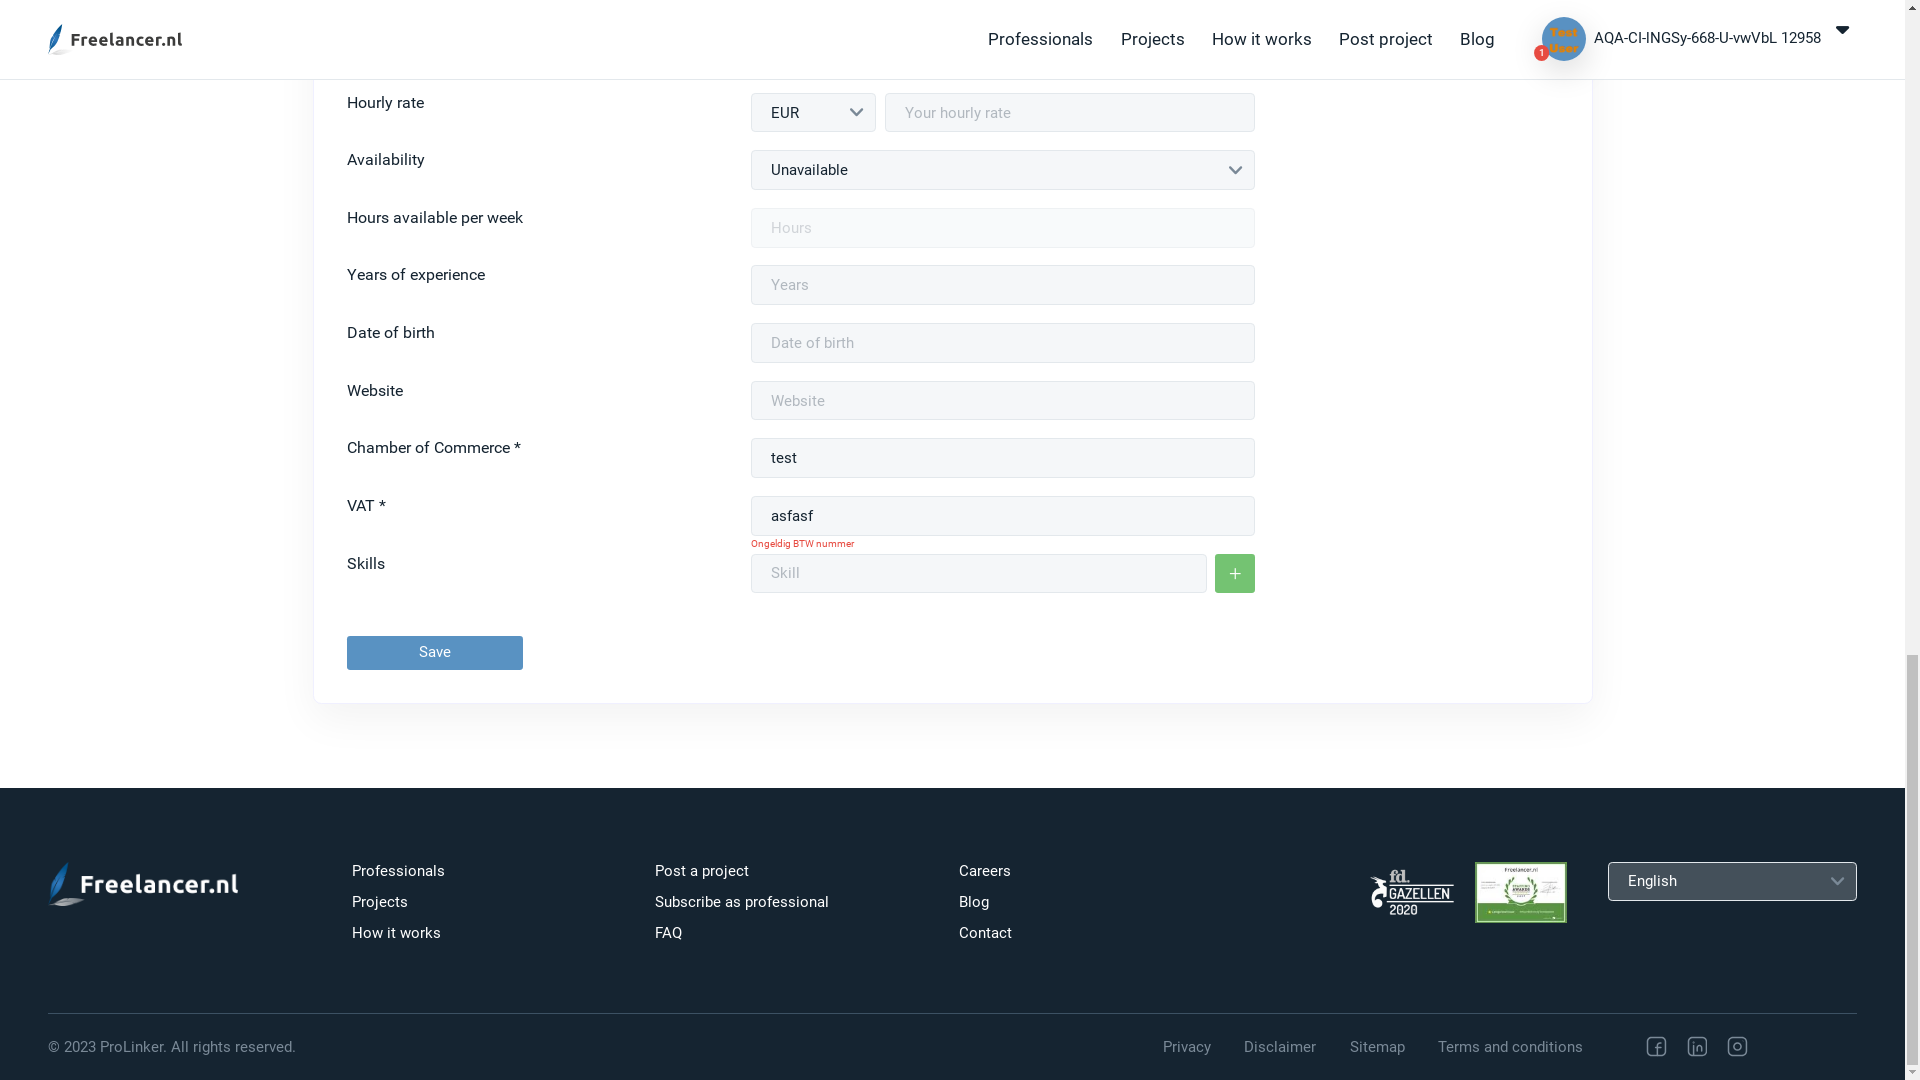 Freelancer.nl
Professionals
Projects
How it works
Post project
Blog
Test
User
1
AQA-CI-lNGSy-668-U-vwVbL 12958
Hourly rate
EUR
Your hourly rate
Availability
Unavailable
Hours available per week
Hours
Years of experience
Years
Date of birth
Date of birth
Website
Website
Chamber of Commerce *
test
VAT *
asfasf
Ongeldig BTW nummer
Skills
Skill
+
Save
Freelancer.nl
Professionals
Projects
How it works
Post a project
Subscribe as professional
FAQ
Careers
Blog
Contact
fd.
GAZELLEN
2020
Freelancer.nl
English
© 2023 ProLinker. All rights reserved.
Privacy
Disclaimer
Sitemap
Terms and conditions